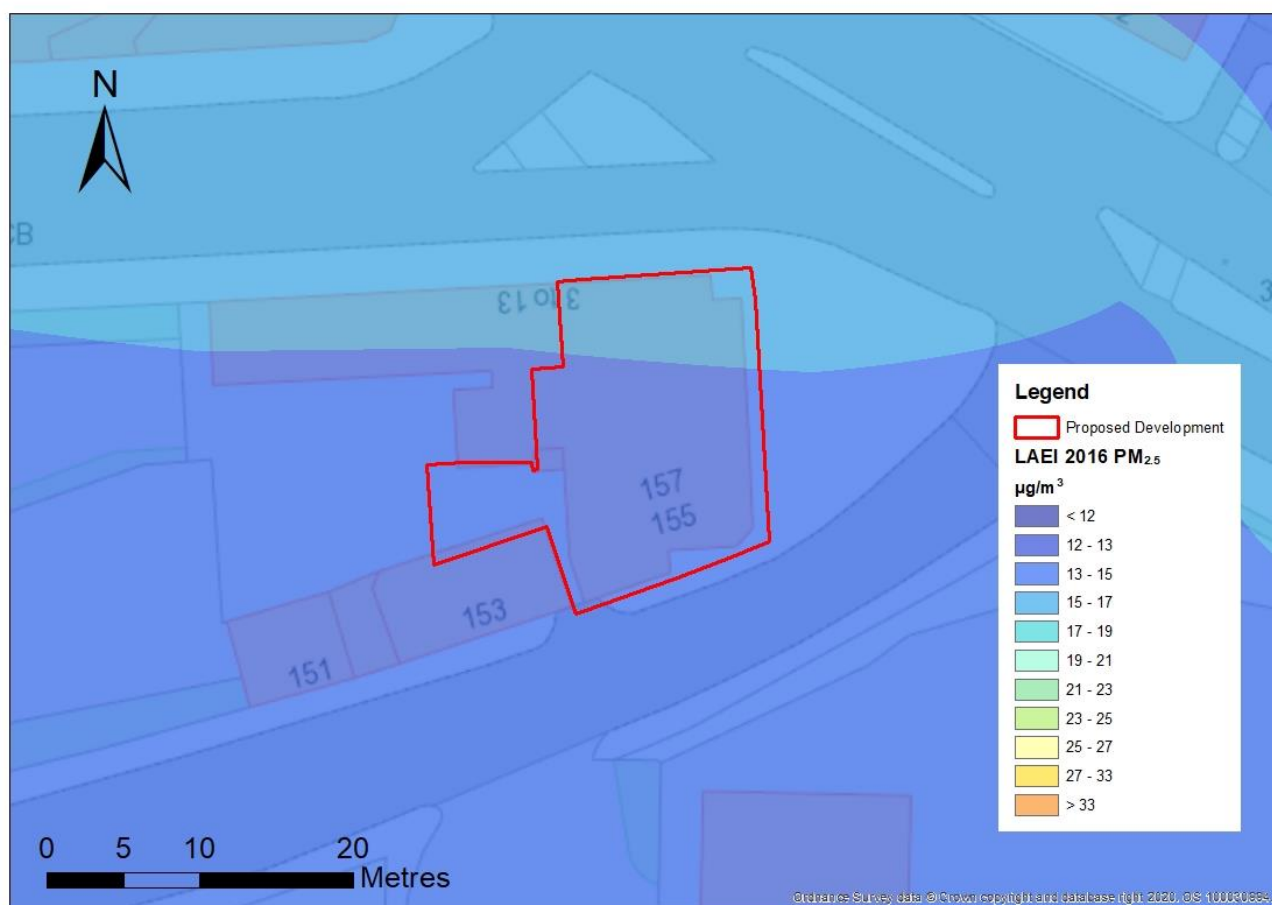 N
3 to 13
157
155
153
151
Legend
Proposed Development
LAEI 2016 PM2.5
µg/m³
< 12
12 - 13
13 - 15
15 - 17
17 - 19
19 - 21
21 - 23
23 - 25
25 - 27
27 - 33
> 33
0 5 10 20
Metres
Ordnance Survey data © Crown copyright and database right 2020. OS